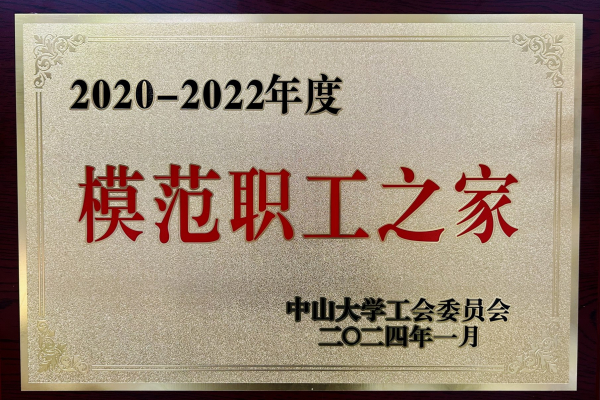 2020-2022年度
模范职工之家
中山大学工会委员会
二〇二四年一月